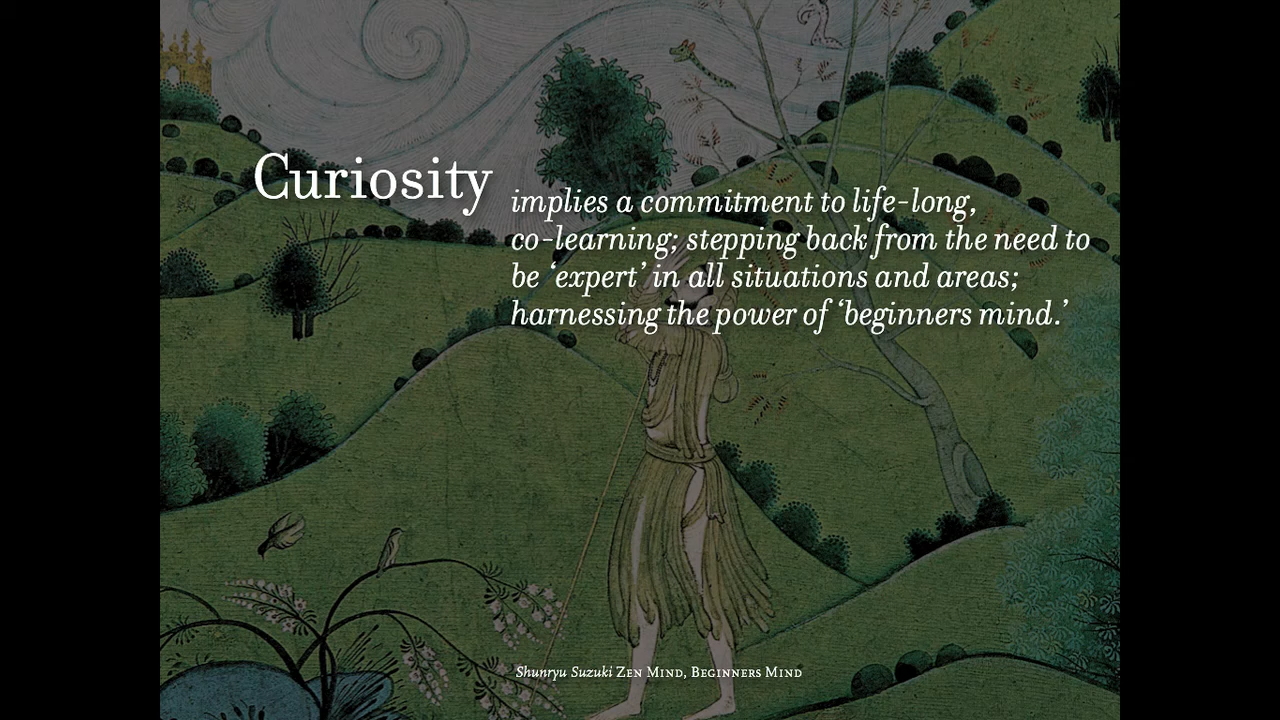 Curiosity
implies a commitment to life-long,
co-learning; stepping back from the need to
be ‘expert’ in all situations and areas;
harnessing the power of ‘beginners mind.’
Shunryu Suzuki Zen Mind, Beginners Mind